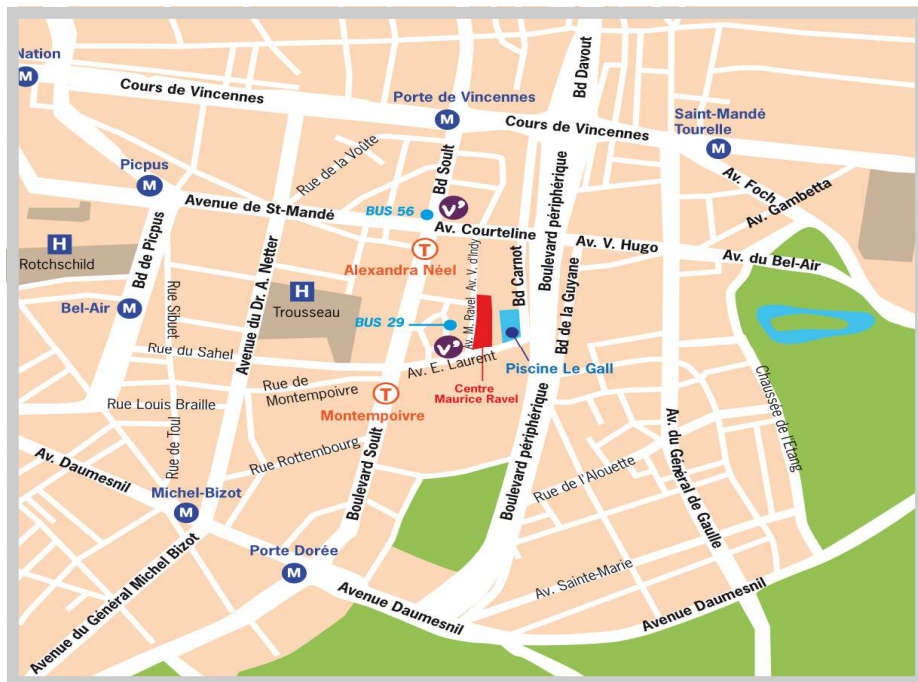 Nation
M
Cours de Vincennes
Porte de Vincennes
M
Bd Davout
Cours de Vincennes
Saint-Mandé
Tourelle
M
Picpus
M
Rue de la Voûte
Bd Soult
Boulevard périphérique
Av. Foch
Av. Gambetta
Avenue de St-Mandé
BUS 56
V'
Av. Courteline
Av. V. Hugo
Av. du Bel-Air
H
Rotchschild
Bd de Picpus
Avenue du Dr. A. Netter
T
Alexandra Néel
Av. V. d'Indy
Bd Carnot
Bd de la Guyane
Bel-Air
M
Rue Sibuet
H
Trousseau
BUS 29
Av. M. Ravel
V'
Rue du Sahel
Av. E. Laurent
Piscine Le Gall
Centre
Maurice Ravel
Rue de
Montempoivre
T
Montempoivre
Rue Louis Braille
Rue de Toul
Chaussée de l'Etang
Av. Daumesnil
Rue Rottembourg
Boulevard Soult
Boulevard périphérique
Rue de l'Alouette
Av. du Général de Gaulle
Michel-Bizot
M
Porte Dorée
M
Avenue du Général Michel Bizot
Avenue Daumesnil
Av. Sainte-Marie
Avenue Daumesnil